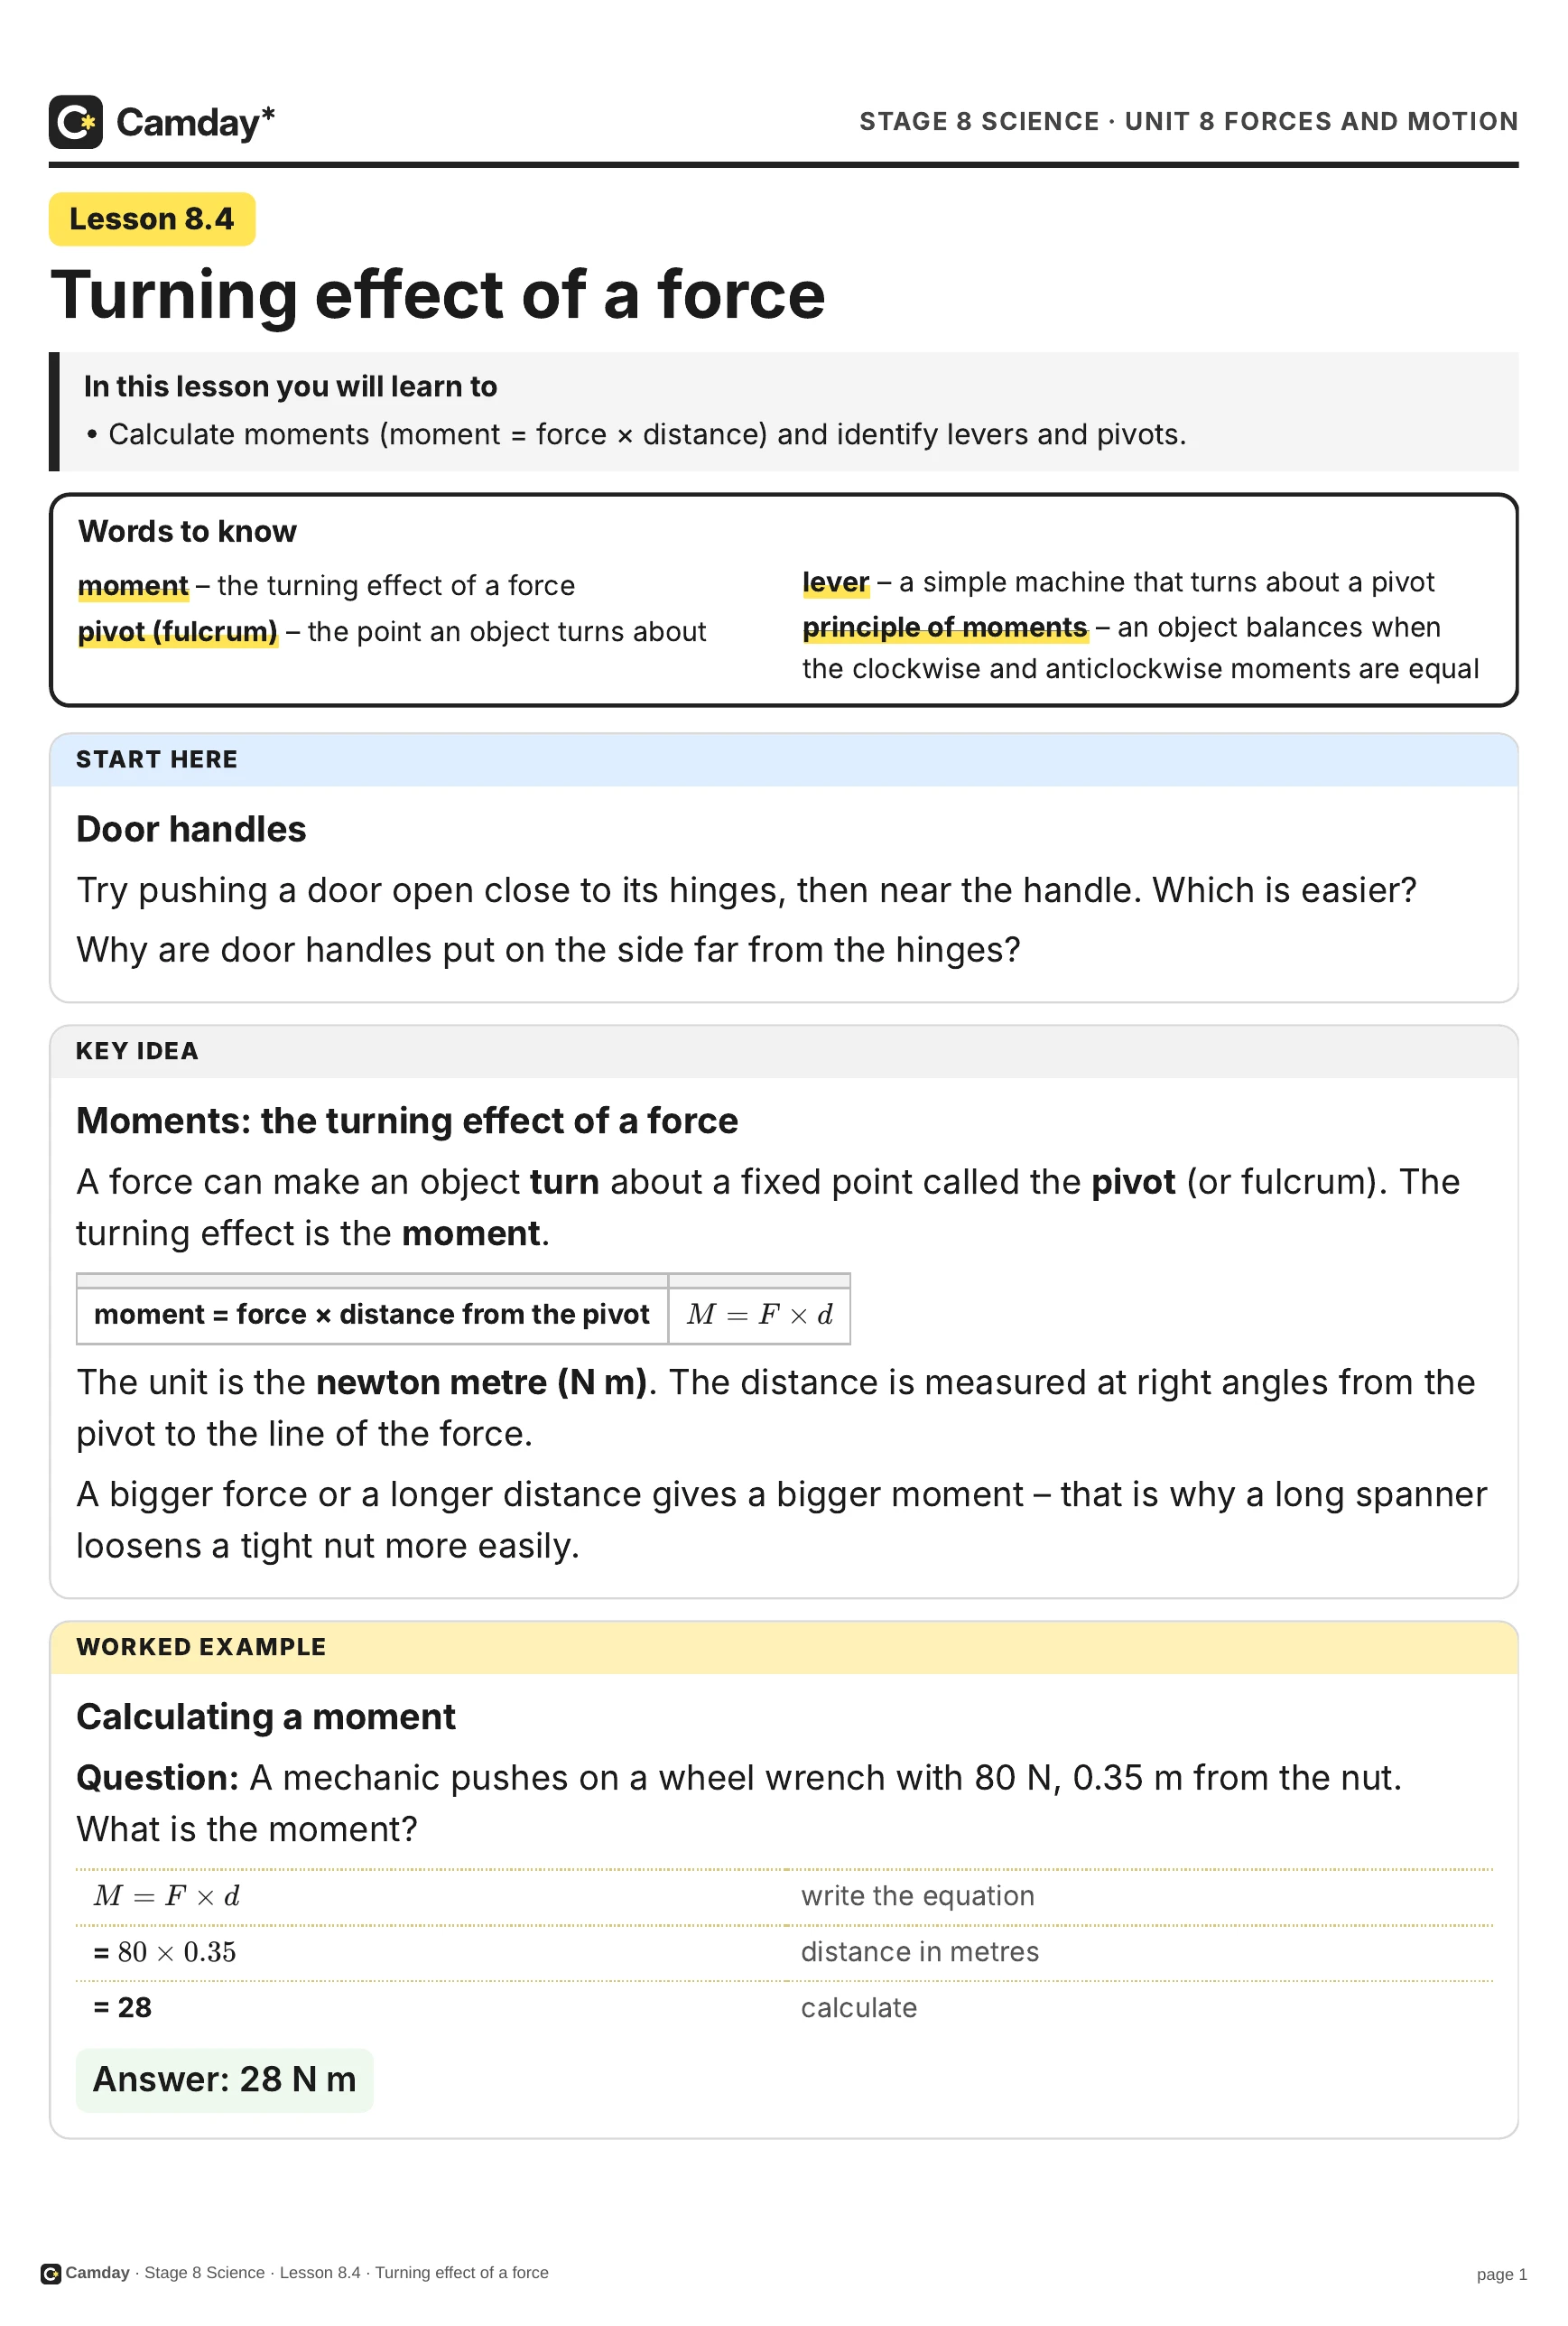 Camday*
STAGE 8 SCIENCE · UNIT 8 FORCES AND MOTION
Lesson 8.4
Turning effect of a force
In this lesson you will learn to
• Calculate moments (moment = force × distance) and identify levers and pivots.
Words to know
moment – the turning effect of a force
pivot (fulcrum) – the point an object turns about
lever – a simple machine that turns about a pivot
principle of moments – an object balances when
the clockwise and anticlockwise moments are equal
START HERE
Door handles
Try pushing a door open close to its hinges, then near the handle. Which is easier?
Why are door handles put on the side far from the hinges?
KEY IDEA
Moments: the turning effect of a force
A force can make an object turn about a fixed point called the pivot (or fulcrum). The
turning effect is the moment.
moment = force × distance from the pivot M = F × d
The unit is the newton metre (N m). The distance is measured at right angles from the
pivot to the line of the force.
A bigger force or a longer distance gives a bigger moment – that is why a long spanner
loosens a tight nut more easily.
WORKED EXAMPLE
Calculating a moment
Question: A mechanic pushes on a wheel wrench with 80 N, 0.35 m from the nut.
What is the moment?
M = F × d write the equation
= 80 × 0.35 distance in metres
= 28 calculate
Answer: 28 N m
Camday · Stage 8 Science · Lesson 8.4 · Turning effect of a force
page 1